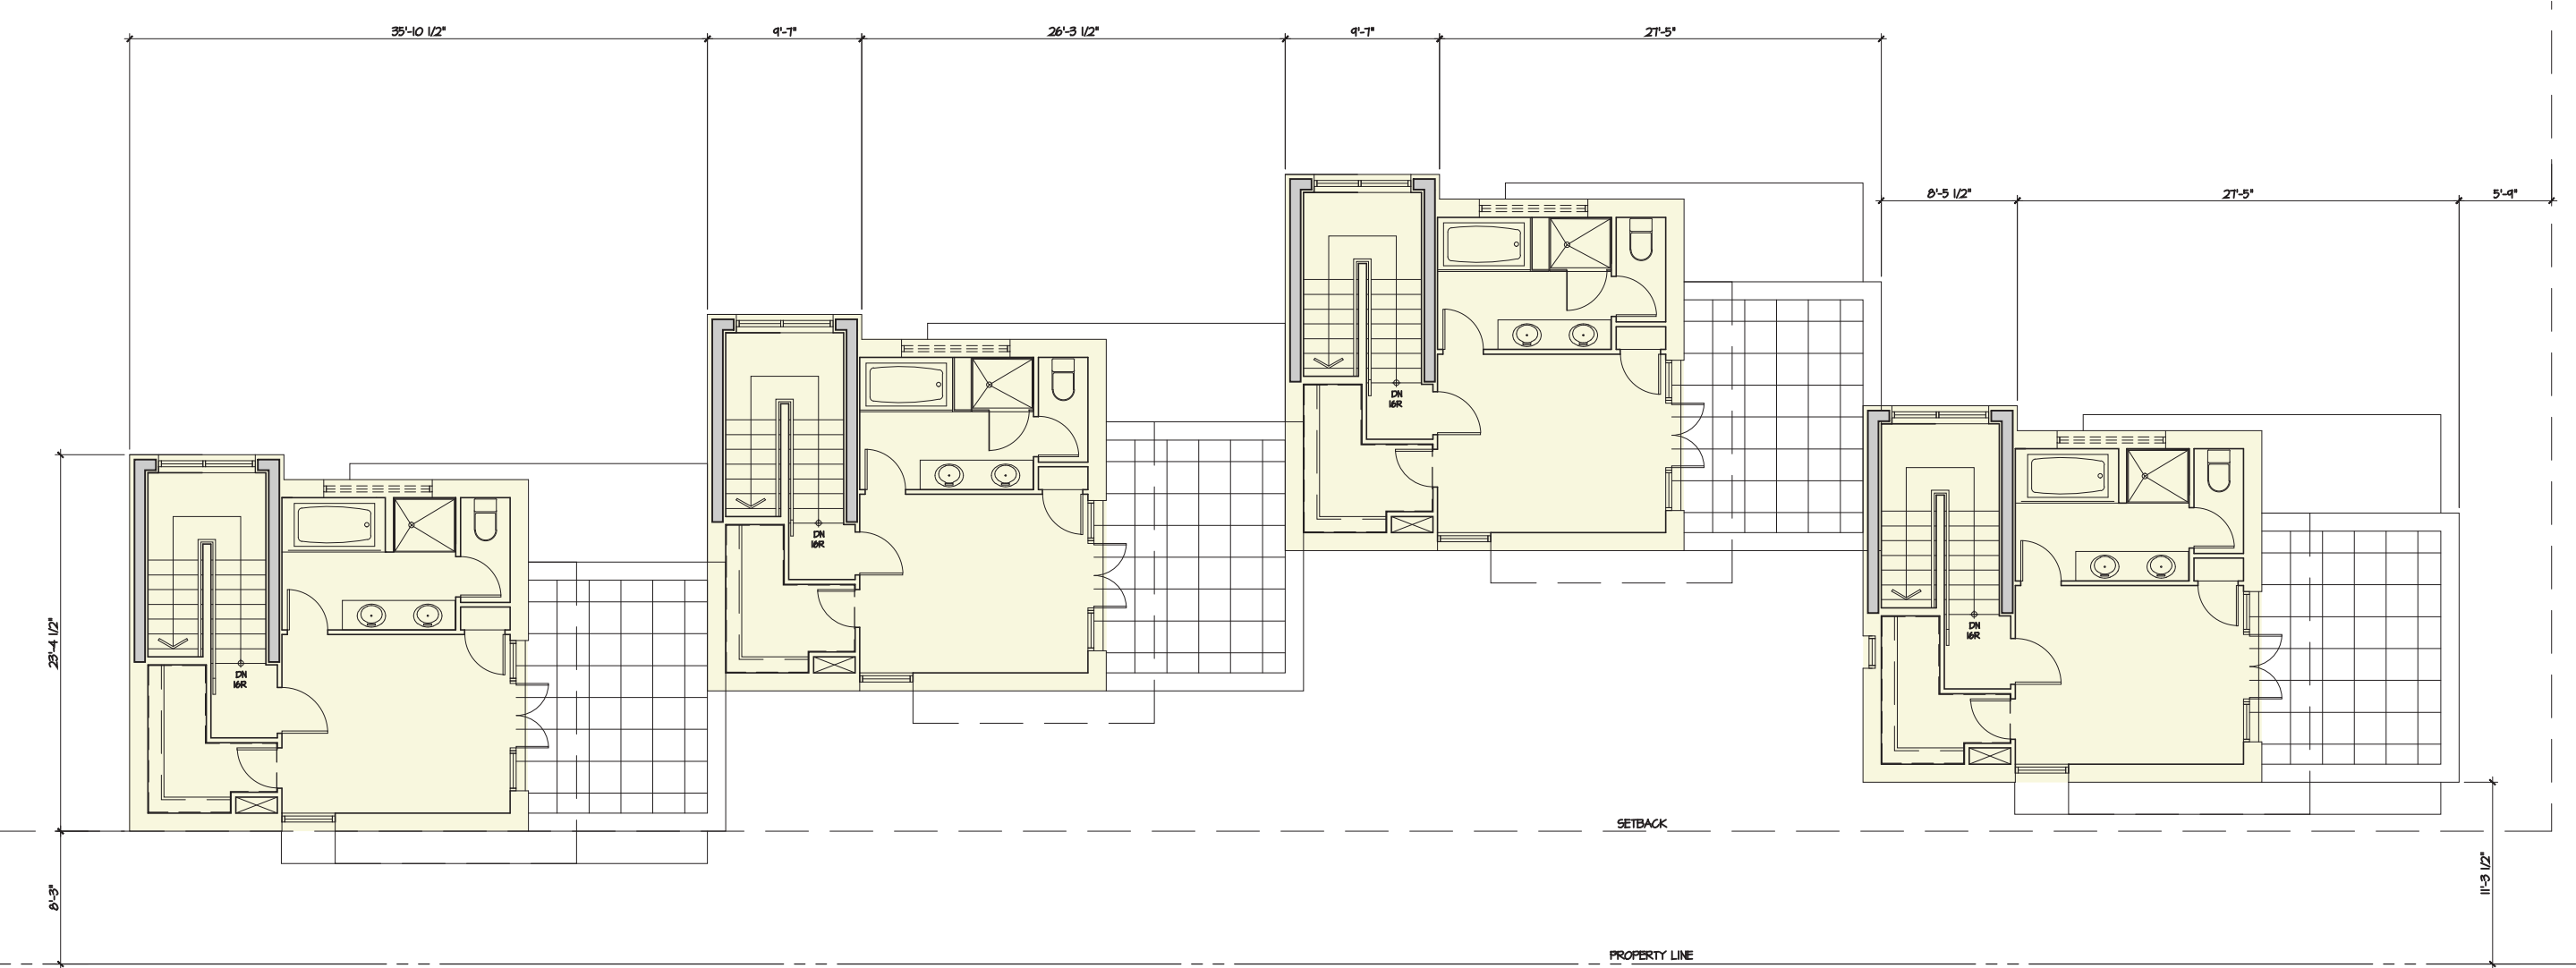 35'-10 1/2"
9'-7"
26'-3 1/2"
9'-7"
27'-5"
8'-5 1/2"
27'-5"
5'-9"
DN
16R
DN
16R
DN
16R
DN
16R
23'-4 1/2"
SETBACK
8'-3"
11'-3 1/2"
PROPERTY LINE